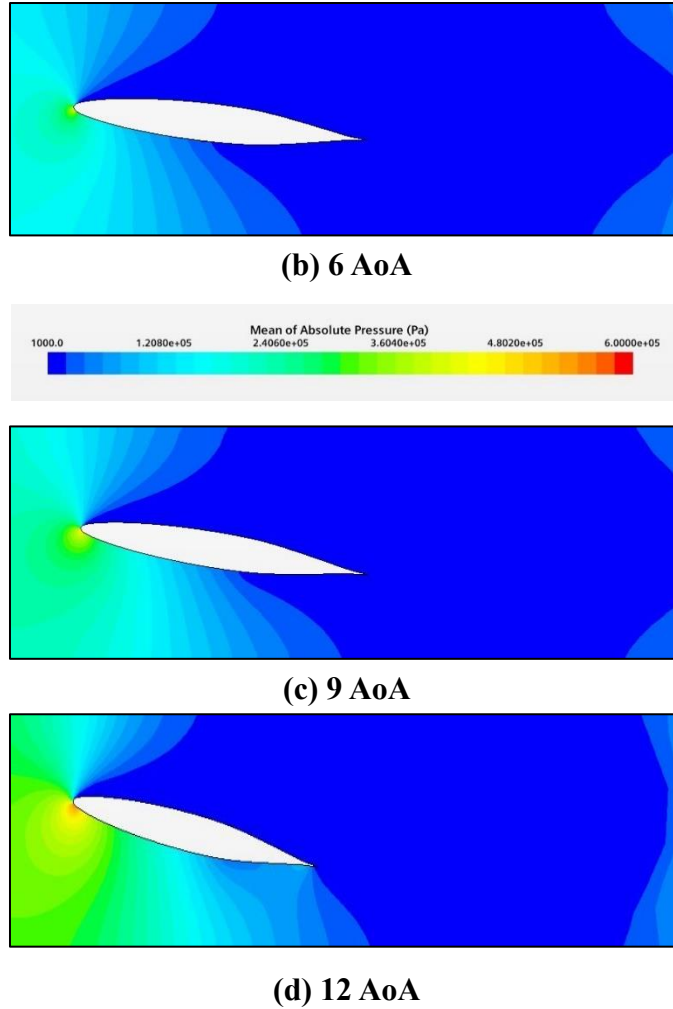 (b) 6 AoA
Mean of Absolute Pressure (Pa)
1000.0 1.2080e+05 2.4060e+05 3.6040e+05 4.8020e+05 6.0000e+05
(c) 9 AoA
(d) 12 AoA